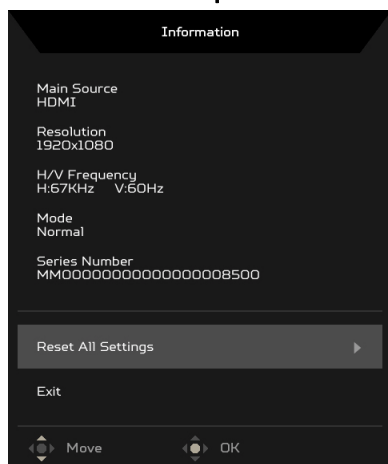 Information
Main Source
HDMI
Resolution
1920x1080
H/V Frequency
H:67KHz V:60Hz
Mode
Normal
Series Number
MM00000000000000008500
Reset All Settings
Exit
Move OK